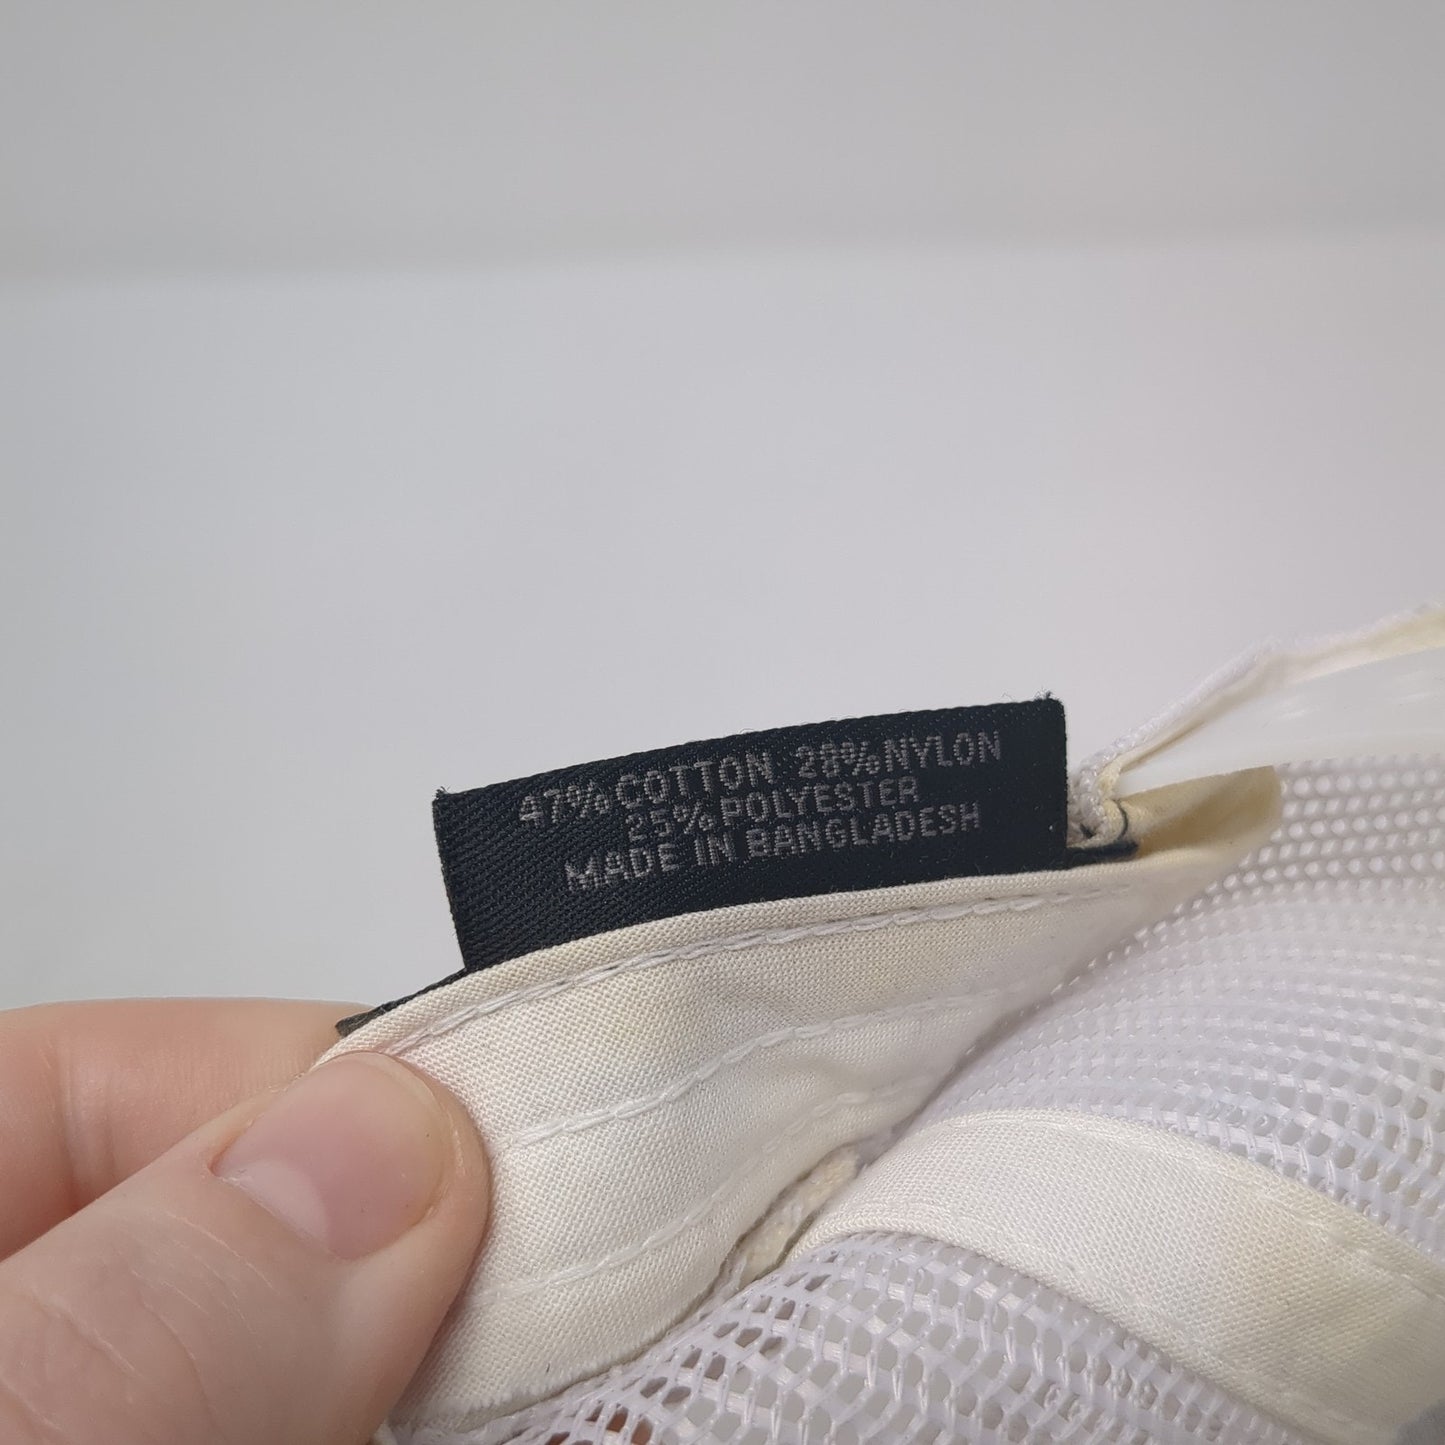 47% COTTON 28% NYLON
25% POLYESTER
MADE IN BANGLADESH